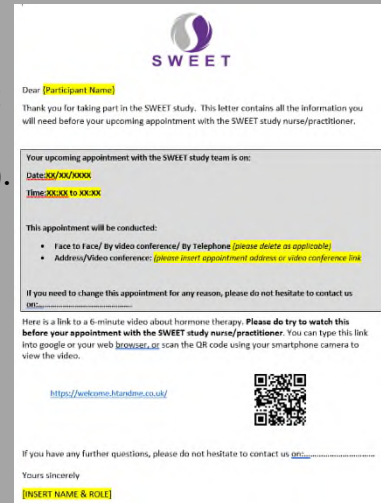 SWEET
Dear {Participant Name}
Thank you for taking part in the SWEET study. This letter contains all the information you
will need before your upcoming appointment with the SWEET study nurse/practitioner.
Your upcoming appointment with the SWEET study team is on:
Date:XX/XX/XXXX
Time:XX:XX to XX:XX
This appointment will be conducted:
• Face to Face/ By video conference/ By Telephone (please delete as applicable)
• Address/Video conference: (please insert appointment address or video conference link
If you need to change this appointment for any reason, please do not hesitate to contact us
on:..............................
Here is a link to a 6-minute video about hormone therapy. Please do try to watch this
before your appointment with the SWEET study nurse/practitioner. You can type this link
into google or your web browser, or scan the QR code using your smartphone camera to
view the video.
https://welcome.htandme.co.uk/
If you have any further questions, please do not hesitate to contact us on:..............................
Yours sincerely
[INSERT NAME & ROLE]